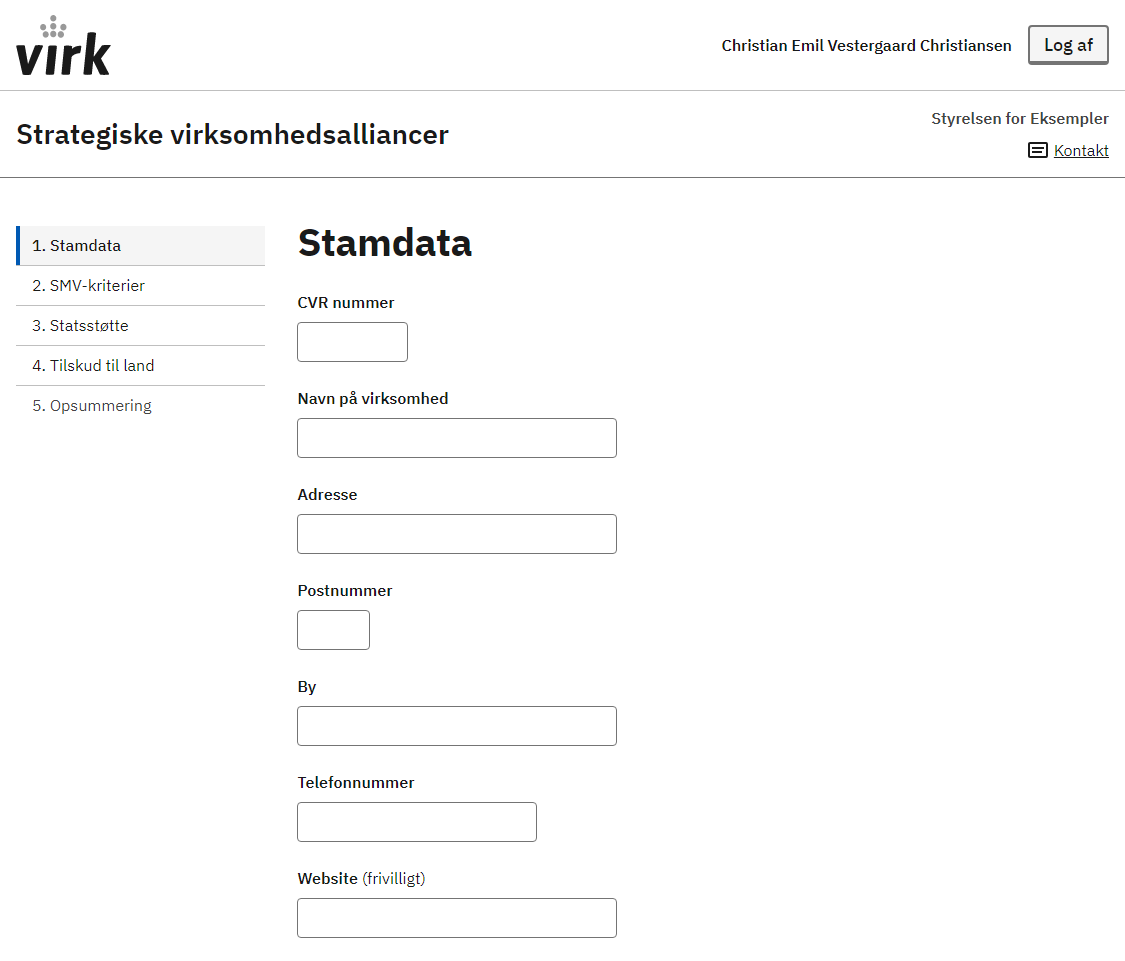 virk
Christian Emil Vestergaard Christiansen
Log af
Strategiske virksomhedsalliancer
Styrelsen for Eksempler
Kontakt
1. Stamdata
2. SMV-kriterier
3. Statsstøtte
4. Tilskud til land
5. Opsummering
Stamdata
CVR nummer
Navn på virksomhed
Adresse
Postnummer
By
Telefonnummer
Website (frivilligt)